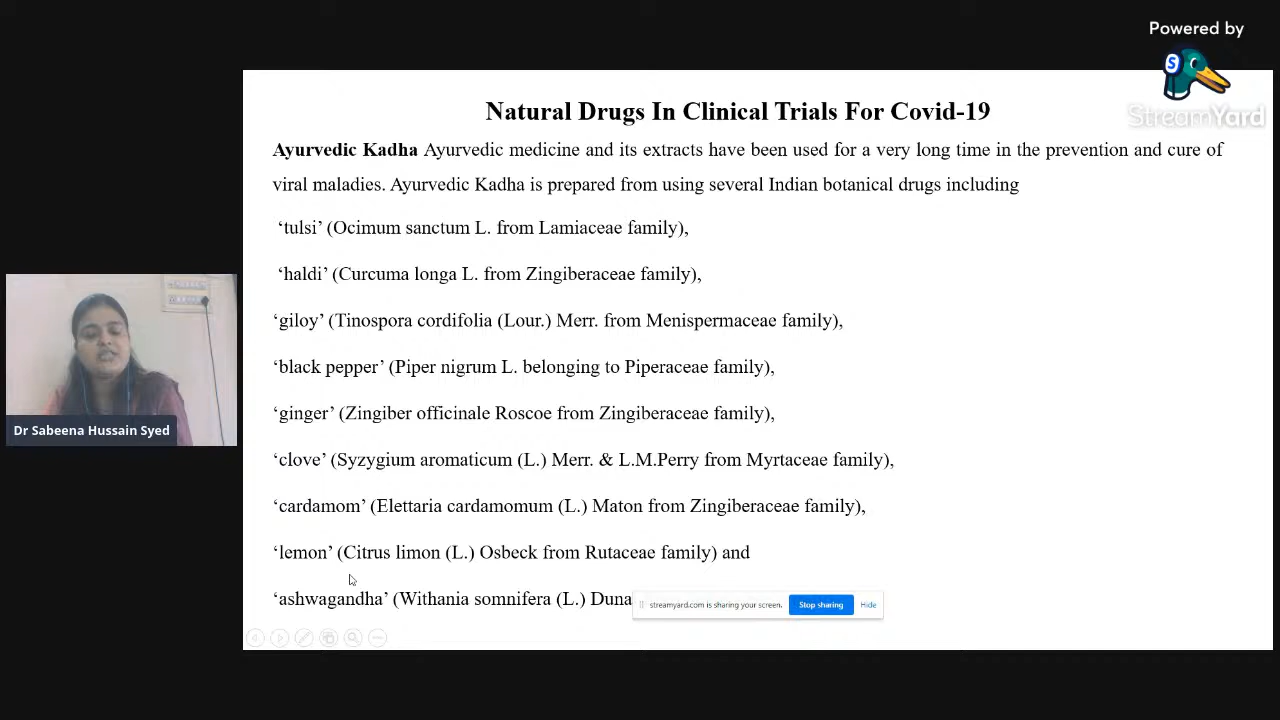 Powered by
S
StreamYard
Natural Drugs In Clinical Trials For Covid-19
Ayurvedic Kadha Ayurvedic medicine and its extracts have been used for a very long time in the prevention and cure of
viral maladies. Ayurvedic Kadha is prepared from using several Indian botanical drugs including
‘tulsi’ (Ocimum sanctum L. from Lamiaceae family),
‘haldi’ (Curcuma longa L. from Zingiberaceae family),
‘giloy’ (Tinospora cordifolia (Lour.) Merr. from Menispermaceae family),
‘black pepper’ (Piper nigrum L. belonging to Piperaceae family),
‘ginger’ (Zingiber officinale Roscoe from Zingiberaceae family),
‘clove’ (Syzygium aromaticum (L.) Merr. & L.M.Perry from Myrtaceae family),
‘cardamom’ (Elettaria cardamomum (L.) Maton from Zingiberaceae family),
‘lemon’ (Citrus limon (L.) Osbeck from Rutaceae family) and
‘ashwagandha’ (Withania somnifera (L.) Duna
streamyard.com is sharing your screen. Stop sharing Hide
Dr Sabeena Hussain Syed